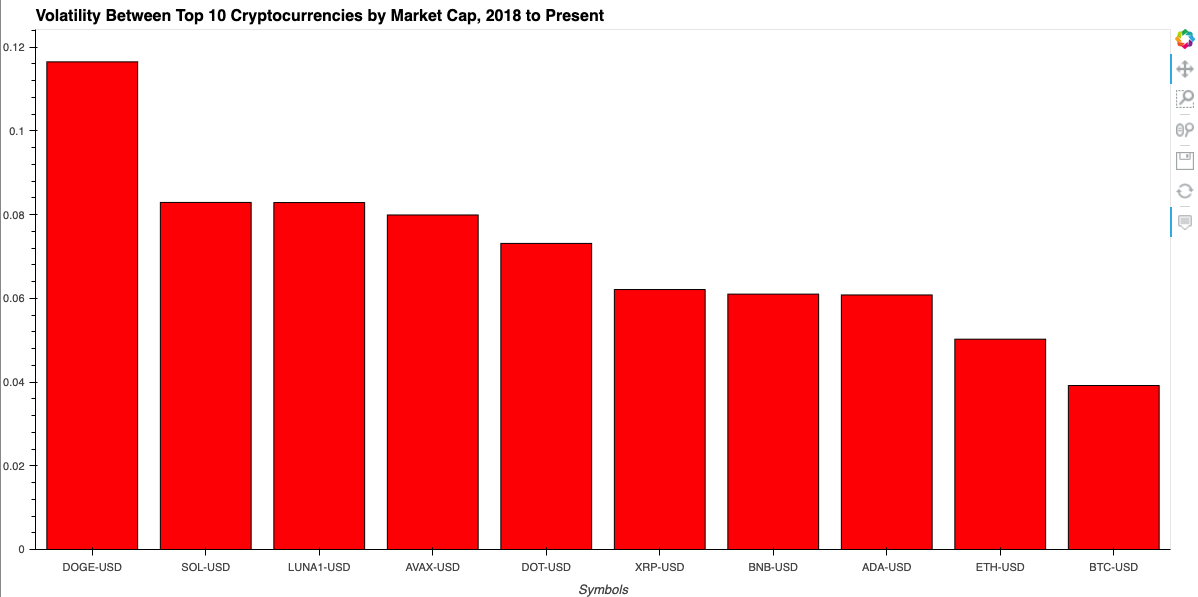 Volatility Between Top 10 Cryptocurrencies by Market Cap, 2018 to Present
0.12
0.1
0.08
0.06
0.04
0.02
0
DOGE-USD SOL-USD LUNA1-USD AVAX-USD DOT-USD XRP-USD BNB-USD ADA-USD ETH-USD BTC-USD
Symbols